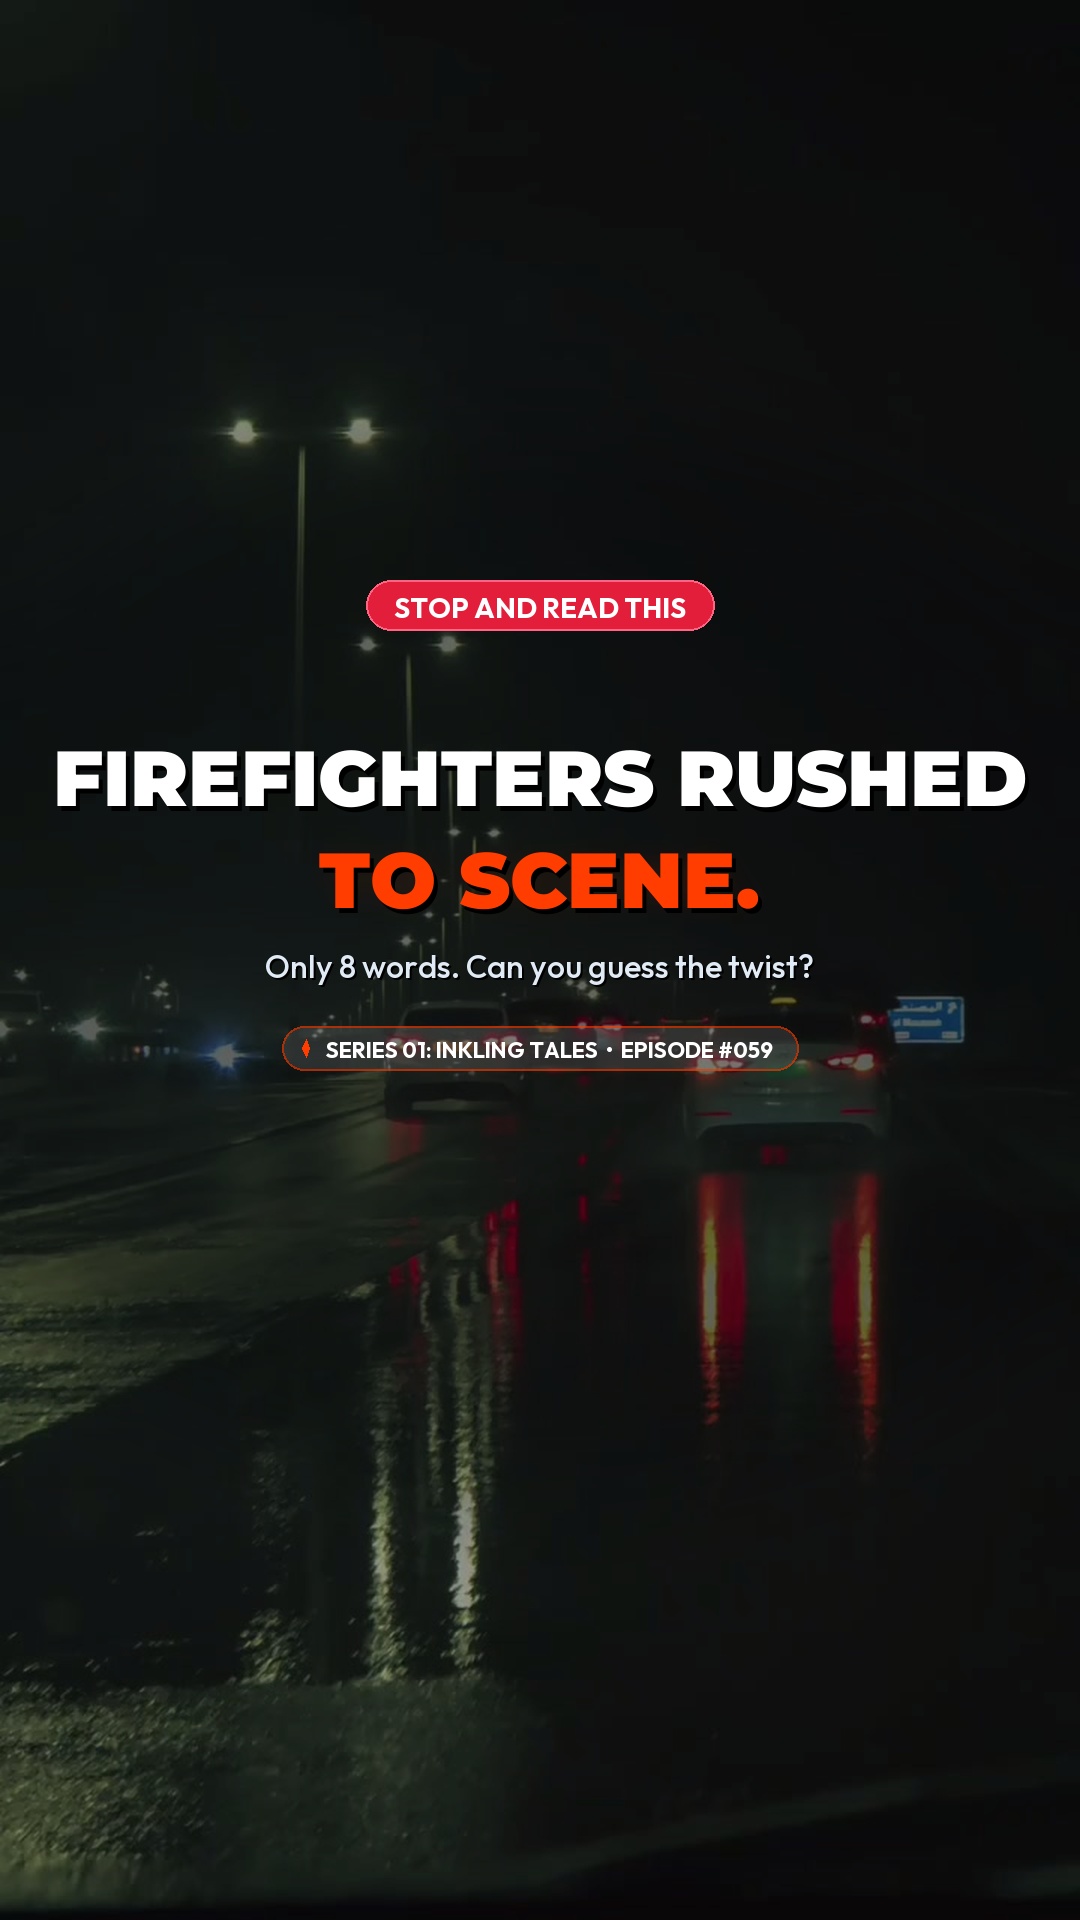 STOP AND READ THIS
FIREFIGHTERS RUSHED
TO SCENE.
Only 8 words. Can you guess the twist?
SERIES 01: INKLING TALES • EPISODE #059
المصنعة